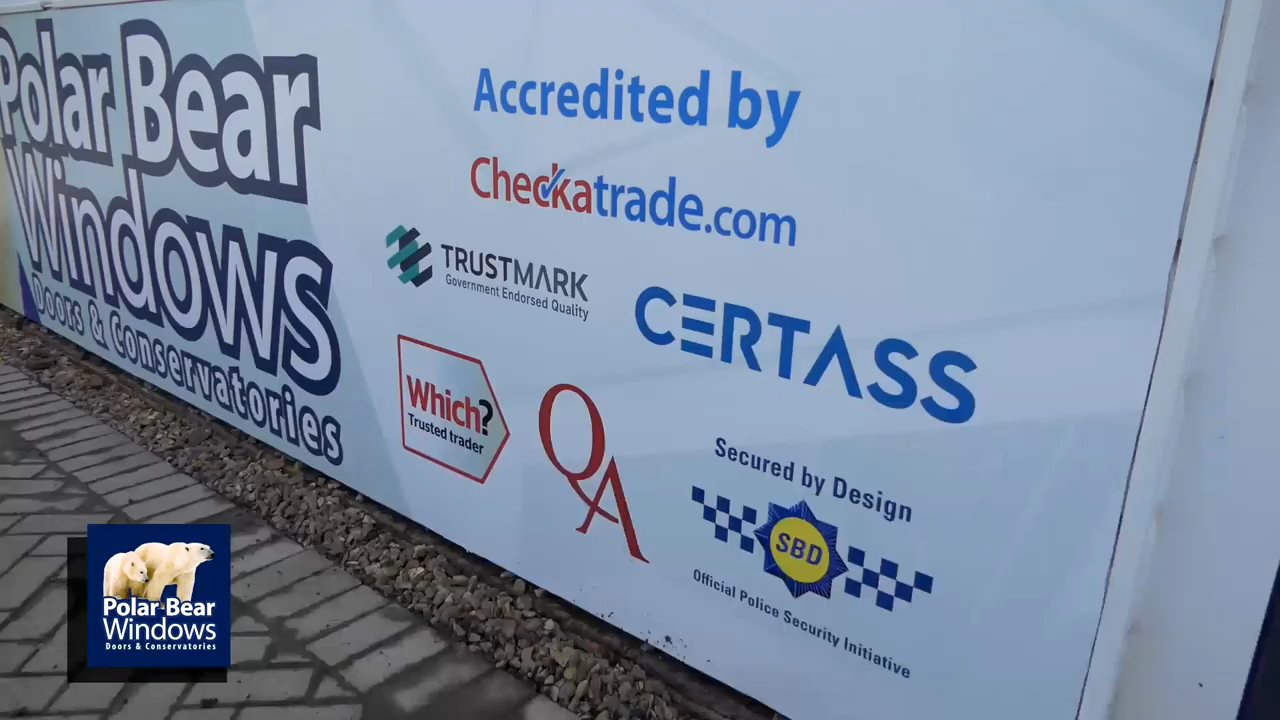 Polar Bear
Windows
Doors & Conservatories
Accredited by
Checkatrade.com
TRUSTMARK
Government Endorsed Quality
CERTASS
Which?
Trusted trader
QA
Secured by Design
SBD
Official Police Security Initiative
Polar Bear
Windows
Doors & Conservatories